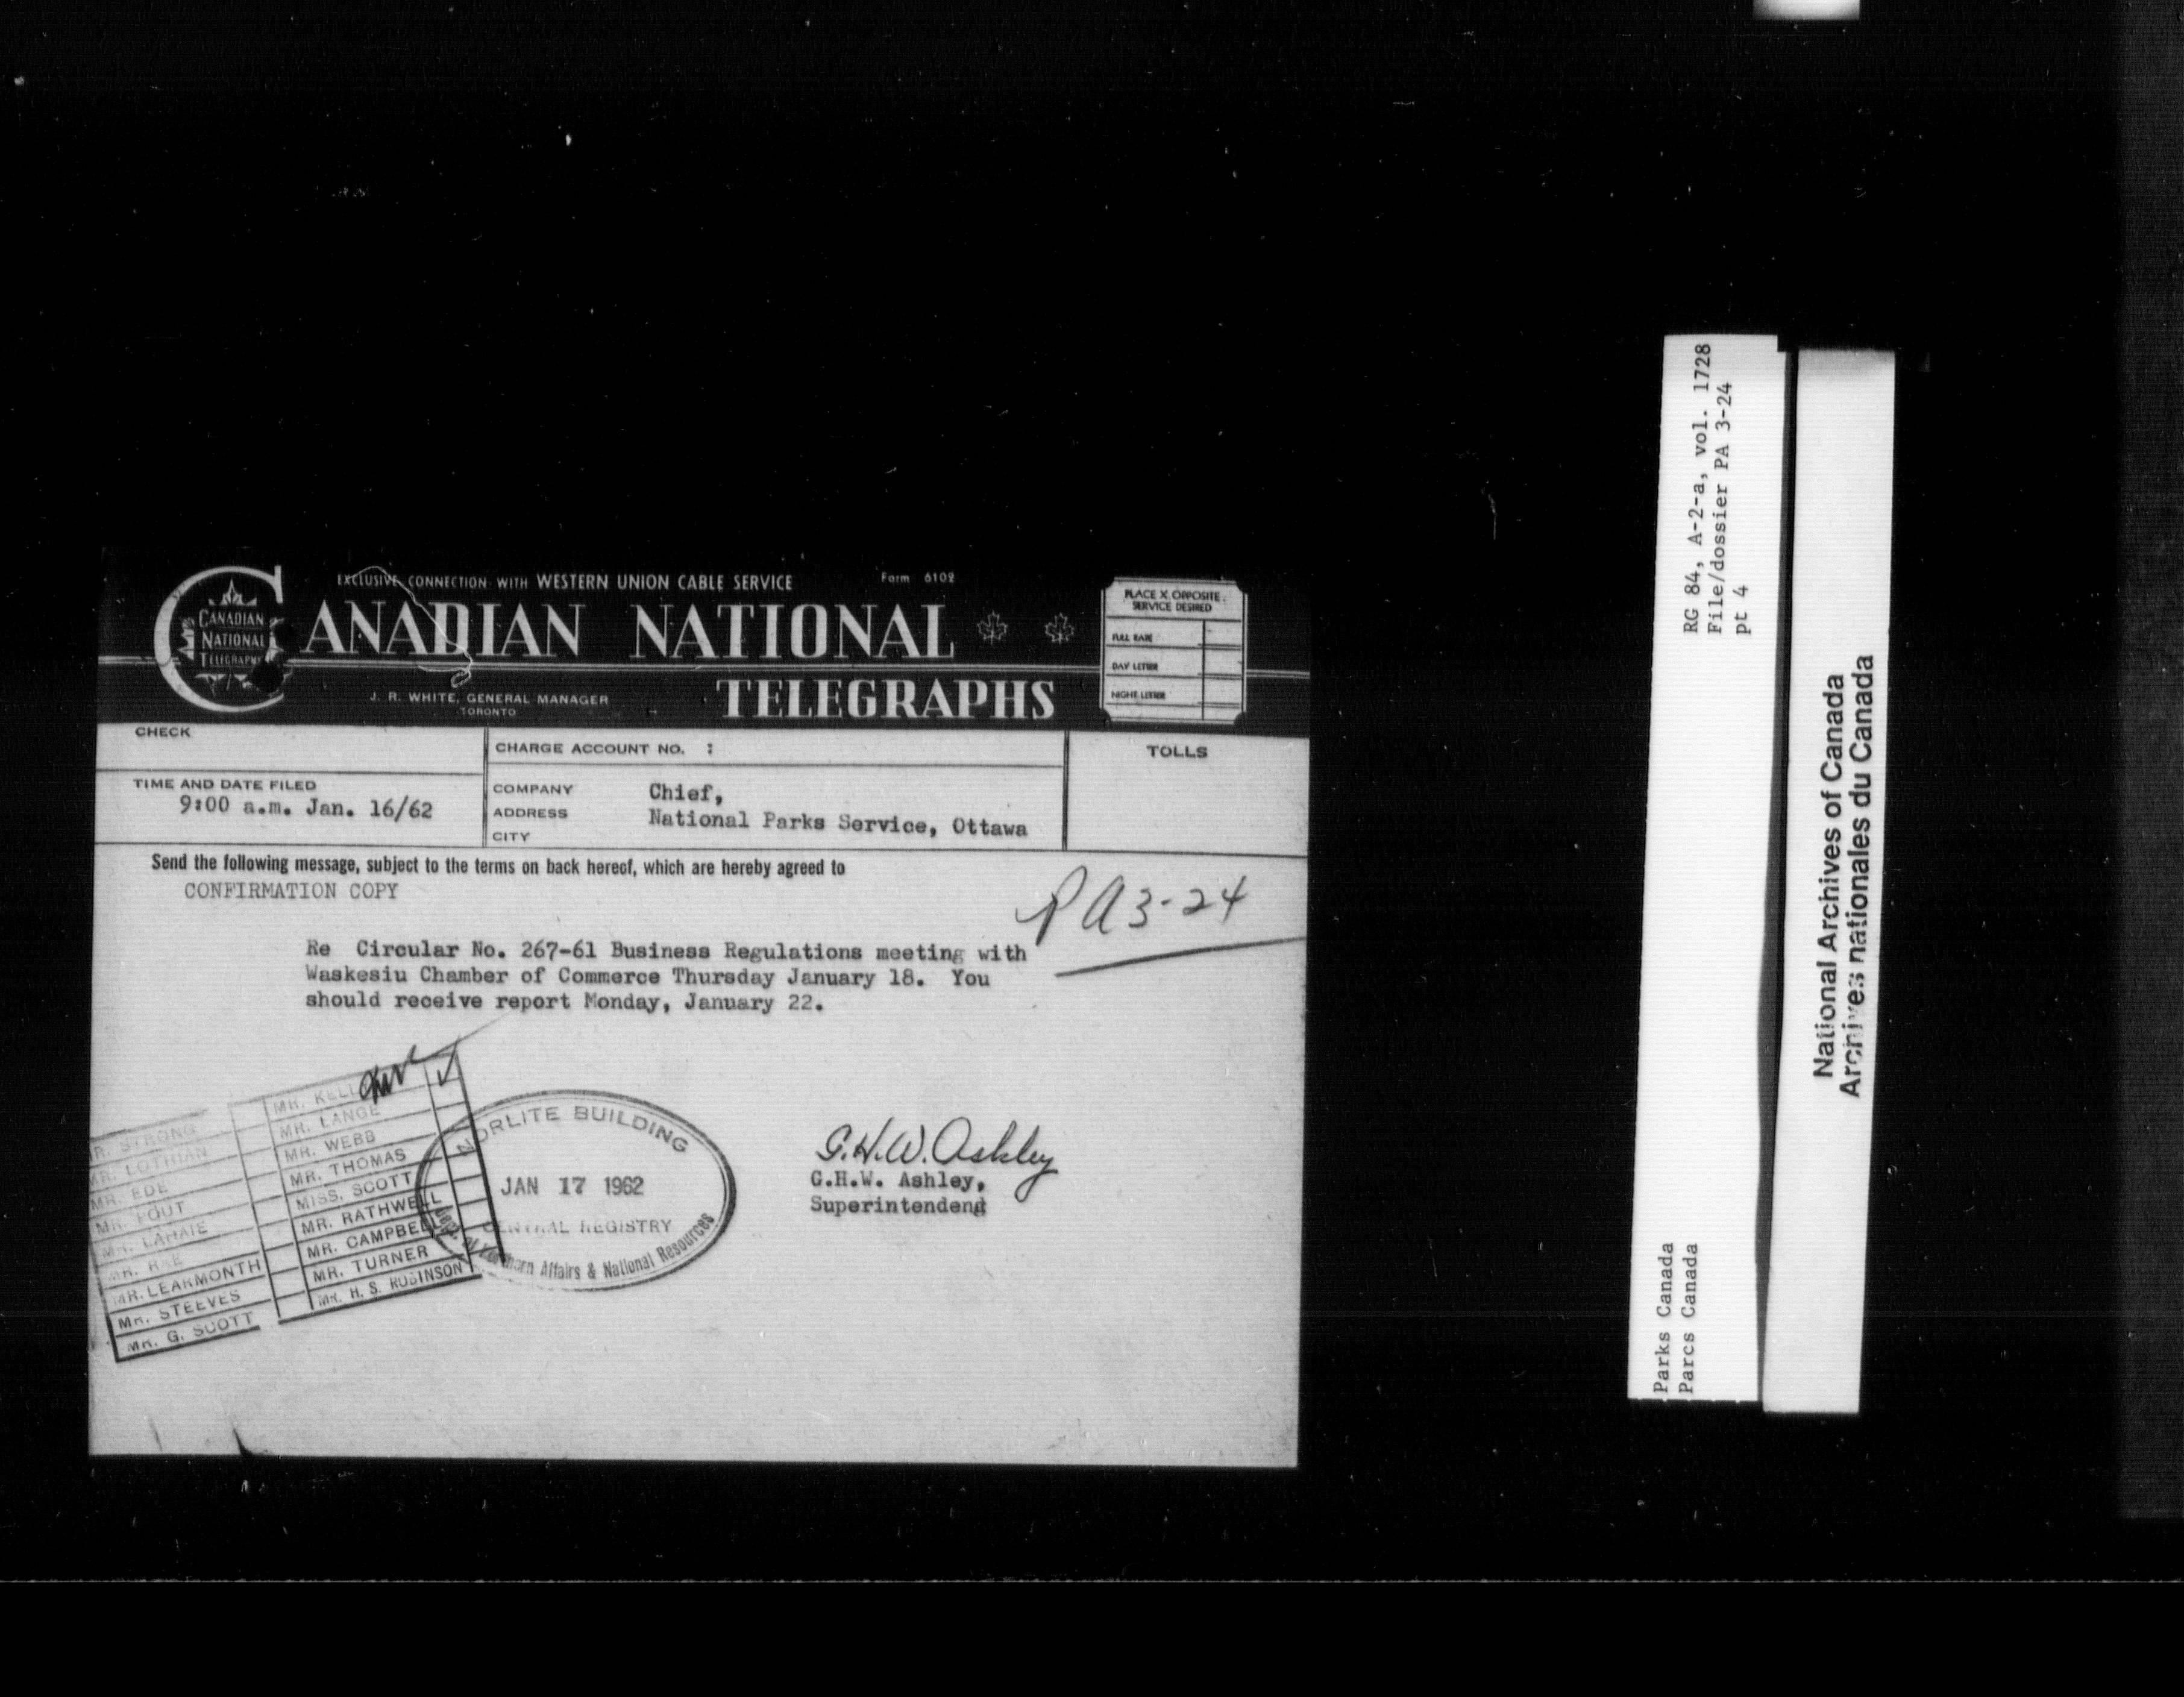 EXCLUSIVE CONNECTION WITH WESTERN UNION CABLE SERVICE
Form 6102
CANADIAN NATIONAL
TELEGRAPHS
CANADIAN
NATIONAL
TELEGRAPHS
J. R. WHITE, GENERAL MANAGER
TORONTO
PLACE X OPPOSITE
SERVICE DESIRED
FULL RATE
DAY LETTER
NIGHT LETTER
CHECK
CHARGE ACCOUNT NO. :
TOLLS
TIME AND DATE FILED
9:00 a.m. Jan. 16/62
COMPANY Chief,
ADDRESS National Parks Service, Ottawa
CITY
Send the following message, subject to the terms on back hereof, which are hereby agreed to
CONFIRMATION COPY
PA3-24
Re Circular No. 267-61 Business Regulations meeting with
Waskesiu Chamber of Commerce Thursday January 18. You
should receive report Monday, January 22.
MR. STRONG
MR. LOTHIAN
MR. EDE
MR. POUT
MR. LAHAIE
MR. RAE
MR. LEARMONTH
MR. STEEVES
MR. G. SCOTT
MR. KELL
MR. LANGE
MR. WEBB
MR. THOMAS
MISS. SCOTT
MR. RATHWELL
MR. CAMPBELL
MR. TURNER
MR. H. S. ROBINSON
NORLITE BUILDING
JAN 17 1962
CENTRAL REGISTRY
Dept. of Northern Affairs & National Resources
G.H.W. Ashley
G.H.W. Ashley,
Superintendent
RG 84, A-2-a, vol. 1728
File/dossier PA 3-24
pt 4
Parks Canada
Parcs Canada
National Archives of Canada
Archives nationales du Canada